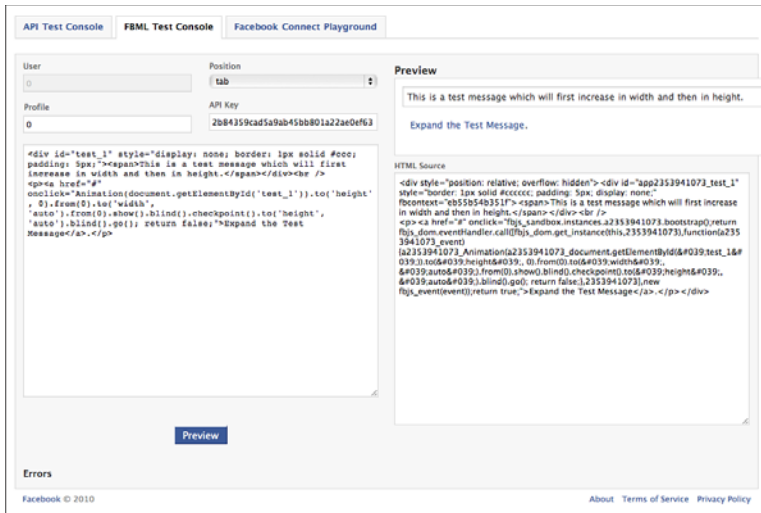 API Test Console
FBML Test Console
Facebook Connect Playground
User
0
Position
tab
Profile
0
API Key
2b84359cad5a9ab45bb801a22ae0ef63
<div id="test_1" style="display: none; border: 1px solid #ccc;
padding: 5px;"><span>This is a test message which will first
increase in width and then in height.</span></div><br />
<p><a href="#"
onclick="Animation(document.getElementById('test_1')).to('height'
, 0).from(0).to('width',
'auto').from(0).show().blind().checkpoint().to('height',
'auto').blind().go(); return false;">Expand the Test
Message</a>.</p>
Preview
Preview
This is a test message which will first increase in width and then in height.
Expand the Test Message.
HTML Source
<div style="position: relative; overflow: hidden"> <div id="app2353941073_test_1"
style="border: 1px solid #cccccc; padding: 5px; display: none;"
fbcontext="eb55b54b351f"> <span>This is a test message which will first increase
in width and then in height.</span> </div> <br />
<p> <a href="#" onclick="fbjs_sandbox.instances.a2353941073.bootstrap();return
fbjs_dom.eventHandler.call([fbjs_dom.get_instance(this,2353941073),function(a235
3941073_event)
{a2353941073_Animation(a2353941073_document.getElementById(&#039;test_1&#
039;)).to(&#039;height&#039;, 0).from(0).to(&#039;width&#039;,
&#039;auto&#039;).from(0).show().blind().checkpoint().to(&#039;height&#039;,
&#039;auto&#039;).blind().go(); return false;},2353941073],new
fbjs_event(event));return true;">Expand the Test Message</a>.</p></div>
Errors
Facebook © 2010
About Terms of Service Privacy Policy